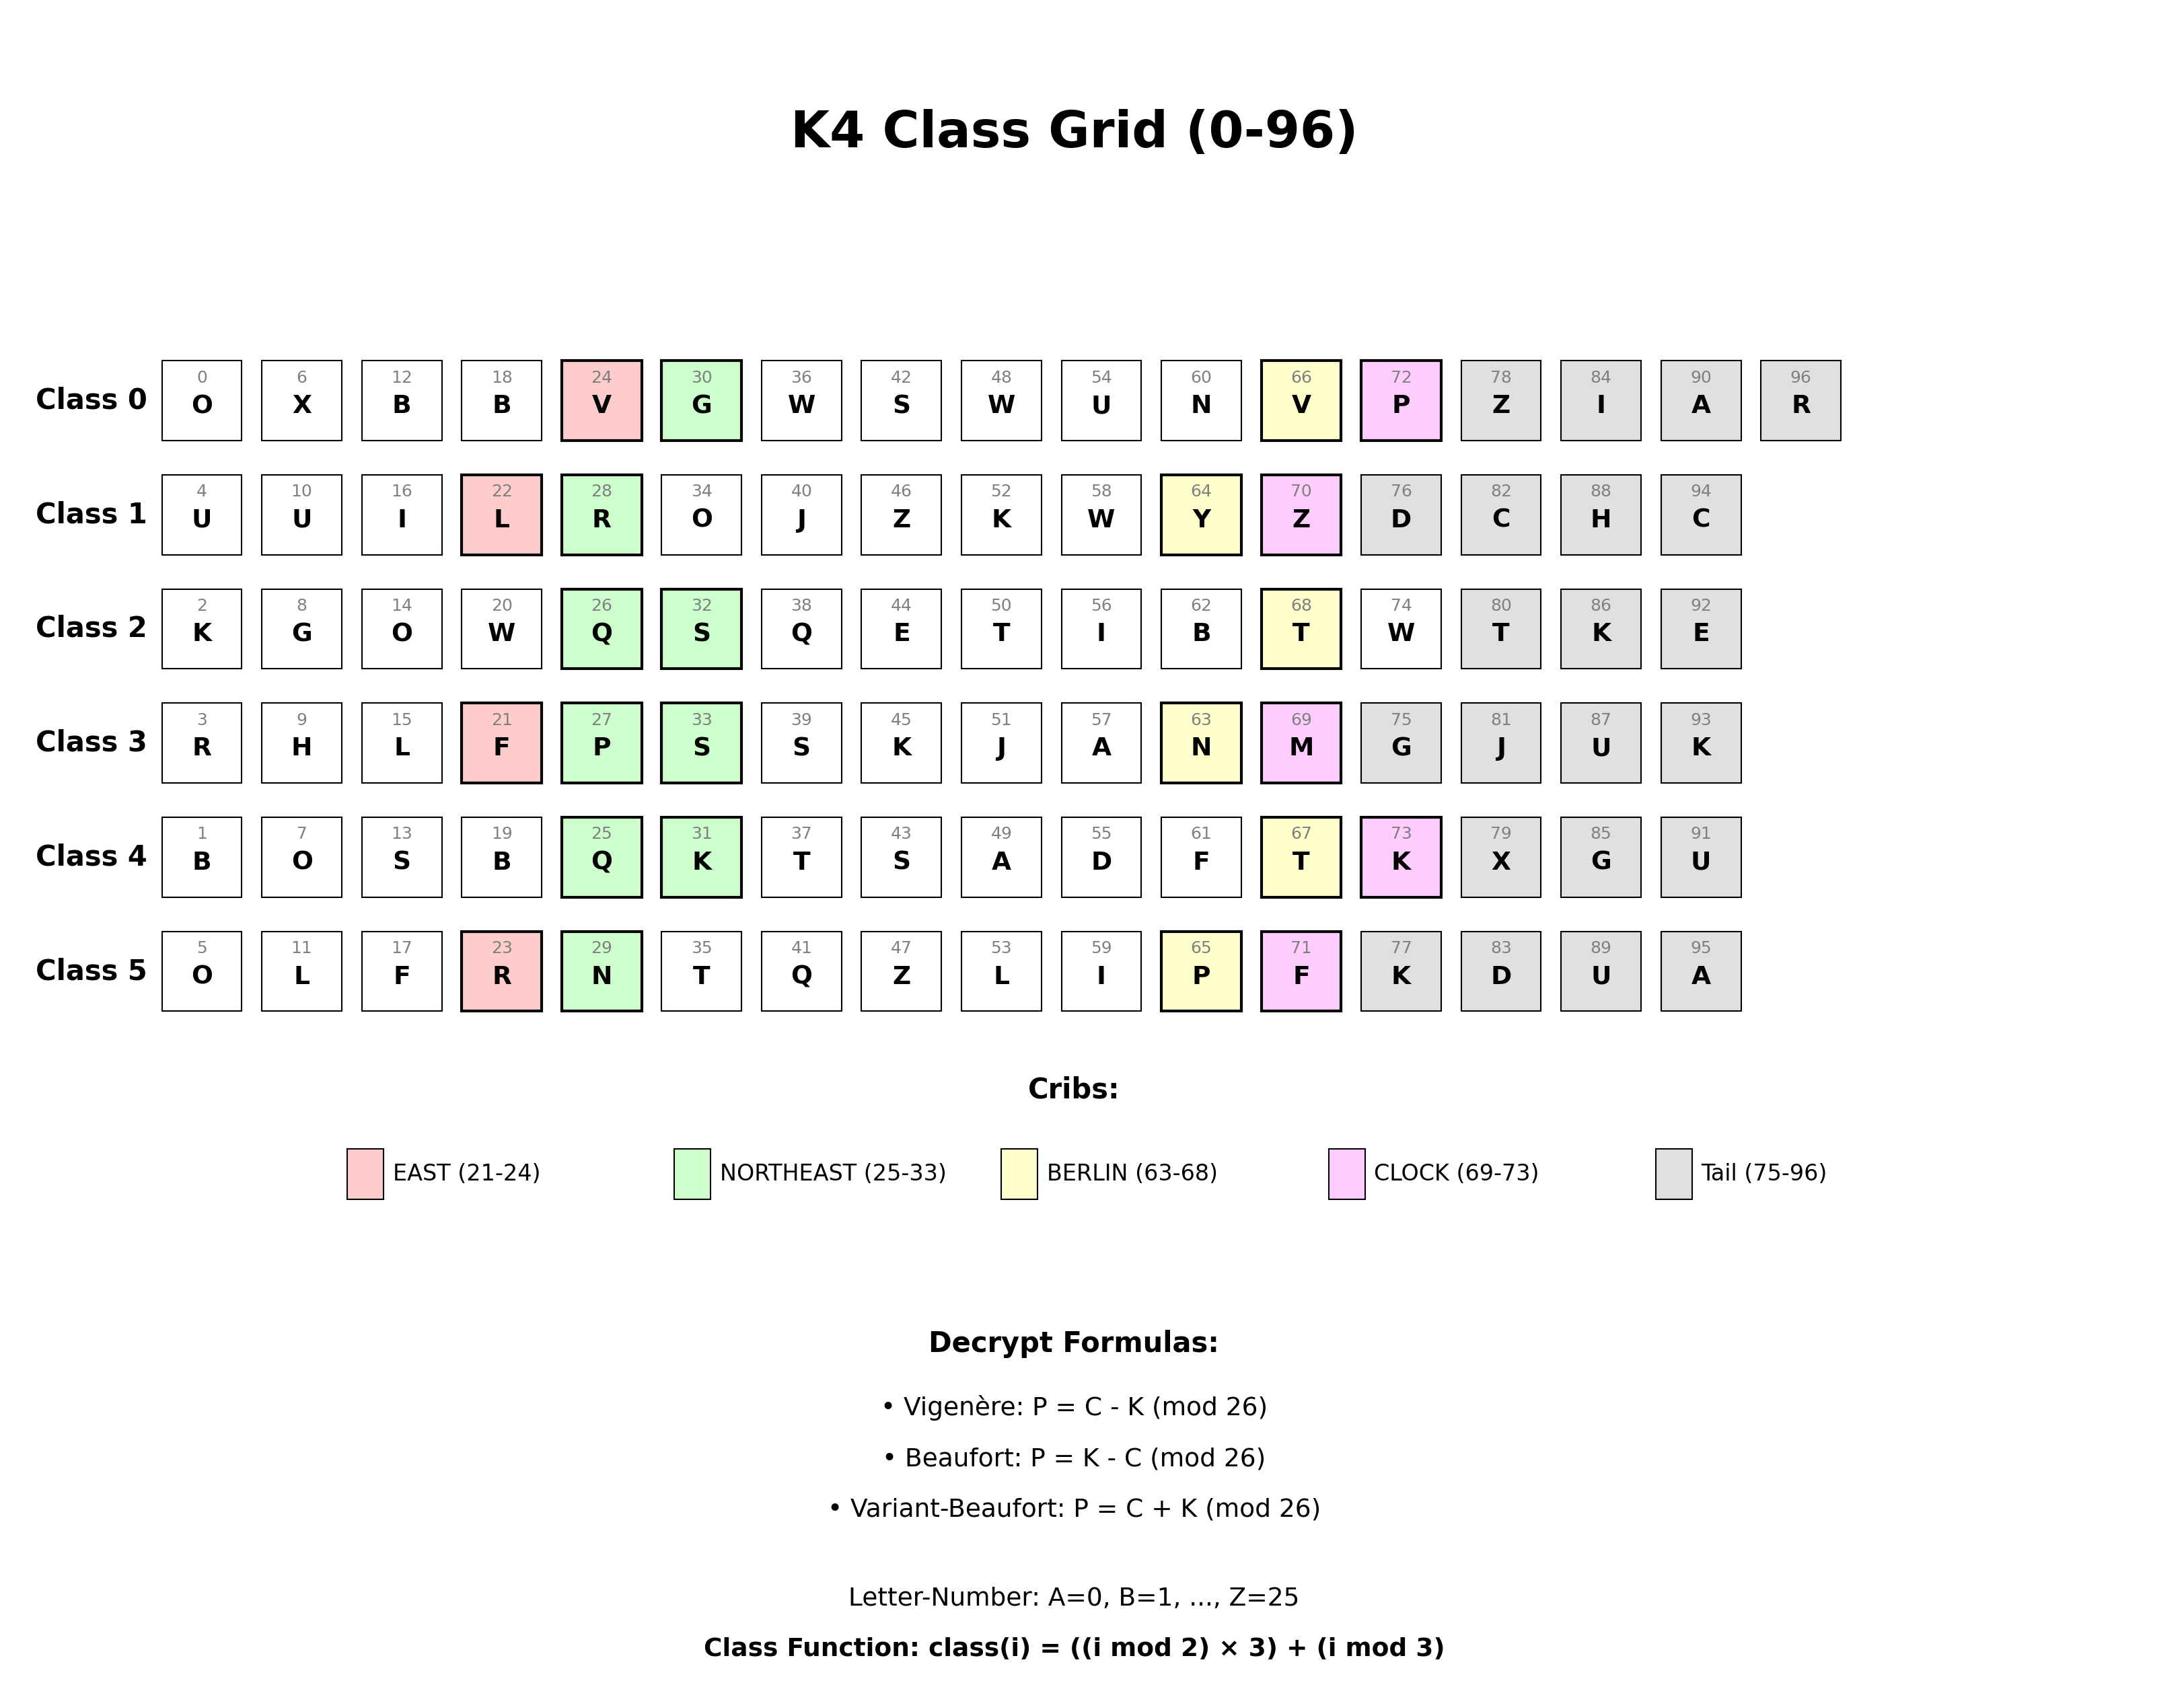 K4 Class Grid (0-96)
0 6 12 18 24 30 36 42 48 54 60 66 72 78 84 90 96
Class 0 O X B B V G W S W U N V P Z I A R
4 10 16 22 28 34 40 46 52 58 64 70 76 82 88 94
Class 1 U U I L R O J Z K W Y Z D C H C
2 8 14 20 26 32 38 44 50 56 62 68 74 80 86 92
Class 2 K G O W Q S Q E T I B T W T K E
3 9 15 21 27 33 39 45 51 57 63 69 75 81 87 93
Class 3 R H L F P S S K J A N M G J U K
1 7 13 19 25 31 37 43 49 55 61 67 73 79 85 91
Class 4 B O S B Q K T S A D F T K X G U
5 11 17 23 29 35 41 47 53 59 65 71 77 83 89 95
Class 5 O L F R N T Q Z L I P F K D U A
Cribs:
EAST (21-24) NORTHEAST (25-33) BERLIN (63-68) CLOCK (69-73) Tail (75-96)
Decrypt Formulas:
• Vigenère: P = C - K (mod 26)
• Beaufort: P = K - C (mod 26)
• Variant-Beaufort: P = C + K (mod 26)
Letter-Number: A=0, B=1, ..., Z=25
Class Function: class(i) = ((i mod 2) × 3) + (i mod 3)